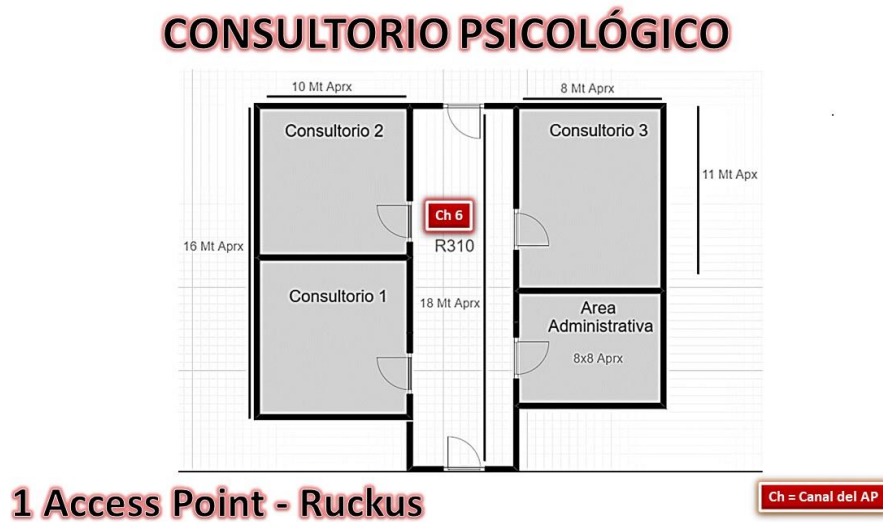 CONSULTORIO PSICOLÓGICO
10 Mt Aprx
8 Mt Aprx
Consultorio 2
Consultorio 3
11 Mt Apx
Ch 6
R310
16 Mt Aprx
Consultorio 1
18 Mt Aprx
Area
Administrativa
8x8 Aprx
1 Access Point - Ruckus
Ch = Canal del AP